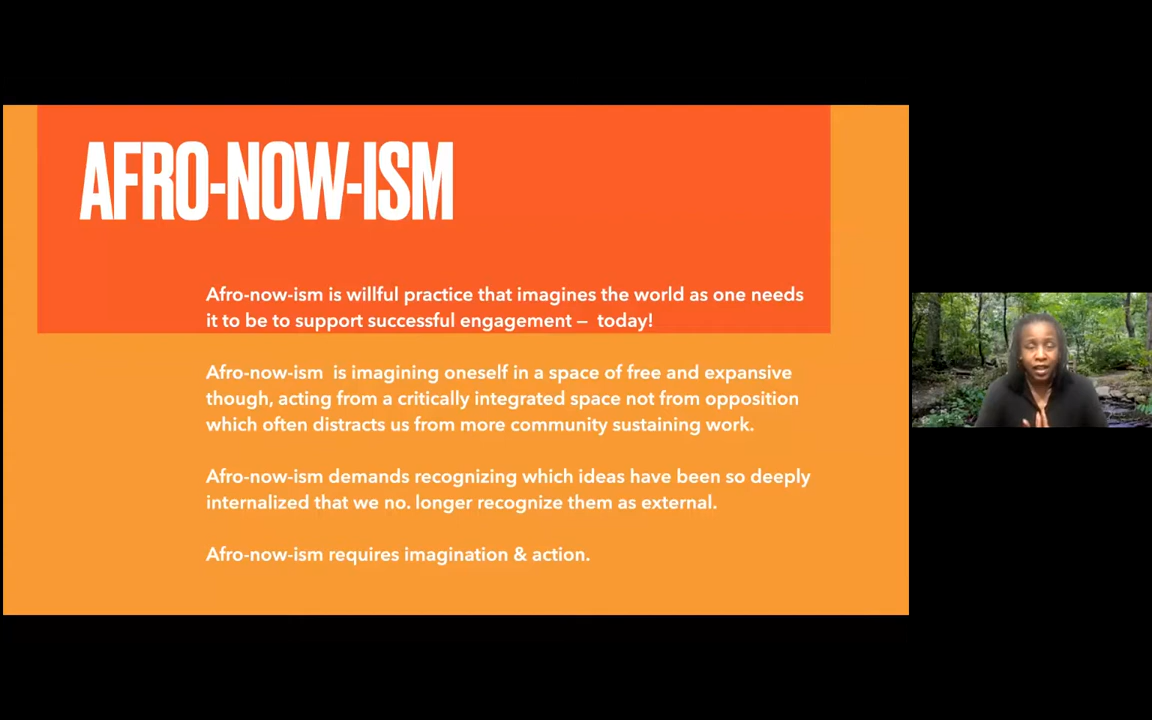 AFRO-NOW-ISM
Afro-now-ism is willful practice that imagines the world as one needs
it to be to support successful engagement – today!
Afro-now-ism is imagining oneself in a space of free and expansive
though, acting from a critically integrated space not from opposition
which often distracts us from more community sustaining work.
Afro-now-ism demands recognizing which ideas have been so deeply
internalized that we no. longer recognize them as external.
Afro-now-ism requires imagination & action.